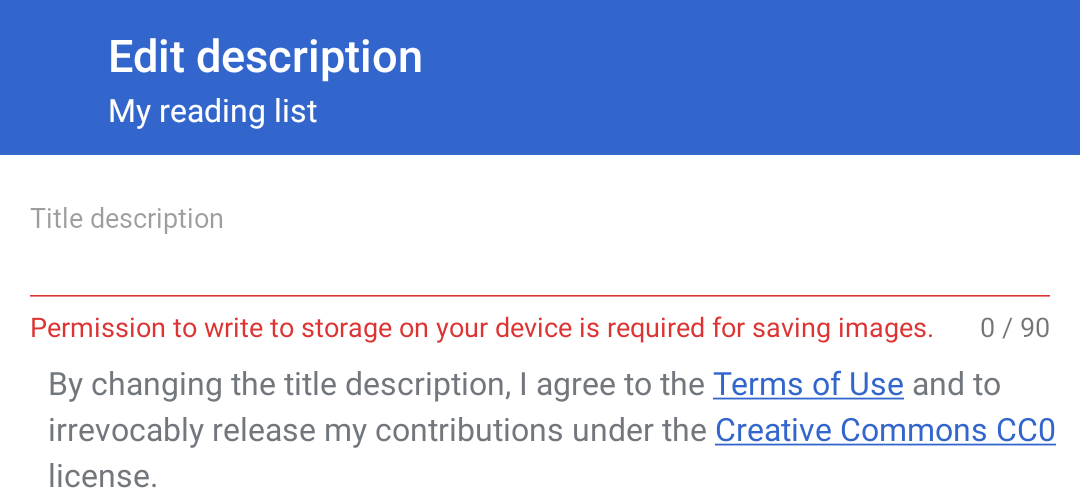 Edit description
My reading list
Title description
Permission to write to storage on your device is required for saving images. 0 / 90
By changing the title description, I agree to the Terms of Use and to
irrevocably release my contributions under the Creative Commons CC0
license.